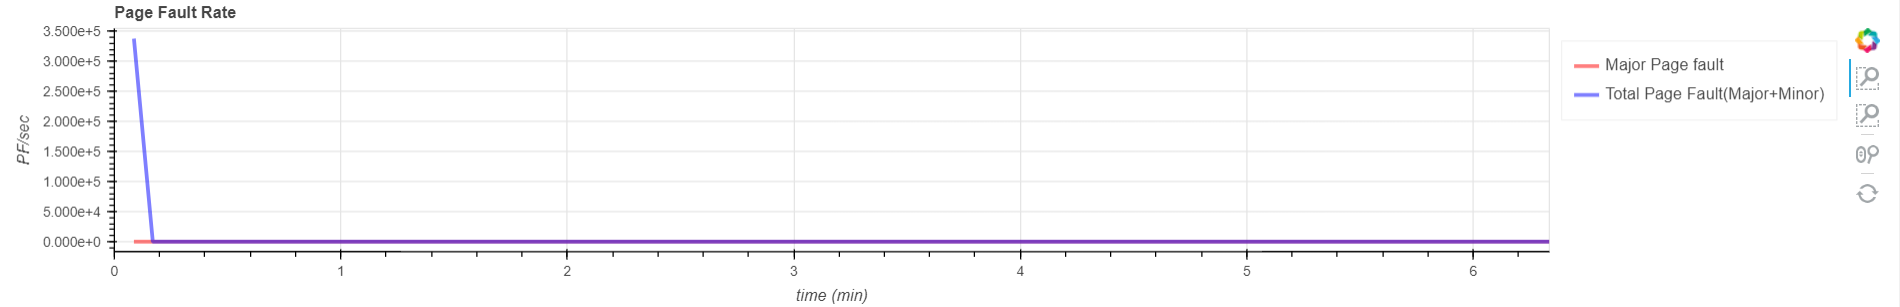 Page Fault Rate
3.500e+5
3.000e+5
2.500e+5
2.000e+5
1.500e+5
1.000e+5
5.000e+4
0.000e+0
PF/sec
0 1 2 3 4 5 6
time (min)
Major Page fault
Total Page Fault(Major+Minor)